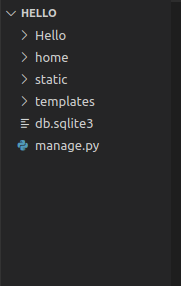 HELLO
Hello
home
static
templates
db.sqlite3
manage.py